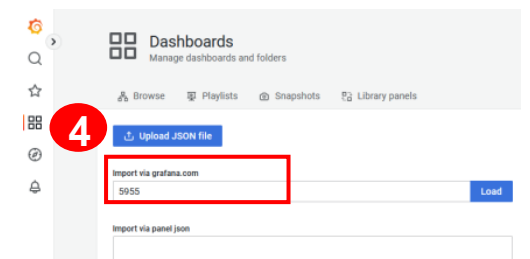 Dashboards
Manage dashboards and folders
Browse Playlists Snapshots Library panels
4
Upload JSON file
Import via grafana.com
5955
Load
Import via panel json